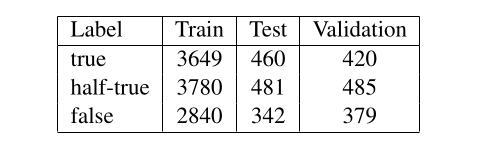 Label Train Test Validation
true 3649 460 420
half-true 3780 481 485
false 2840 342 379